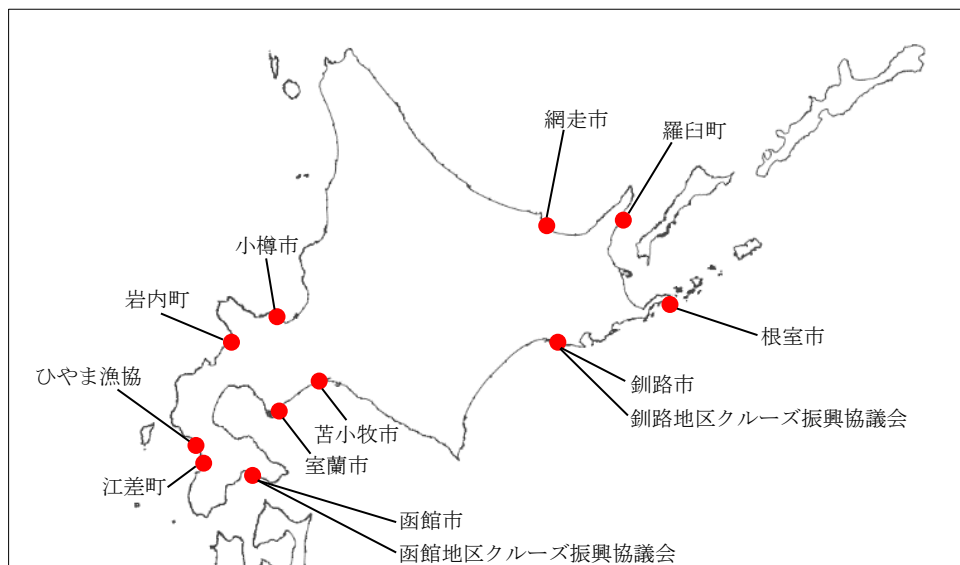 網走市
羅臼町
小樽市
岩内町
根室市
ひやま漁協
釧路市
釧路地区クルーズ振興協議会
苫小牧市
室蘭市
江差町
函館市
函館地区クルーズ振興協議会